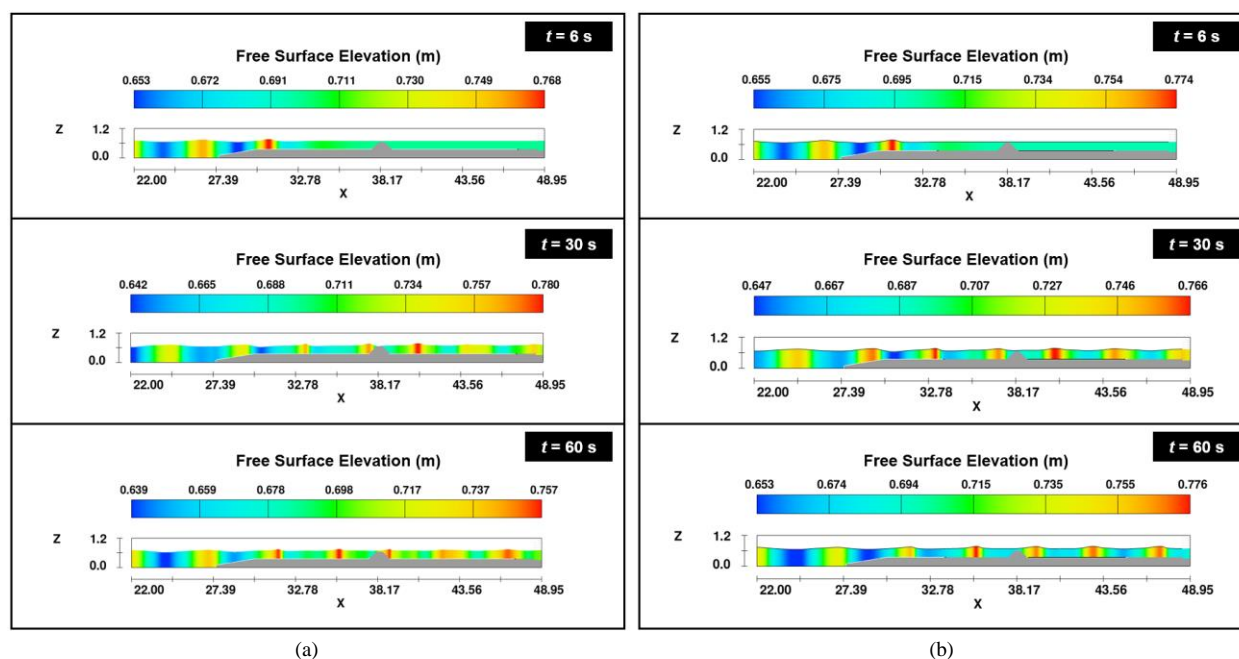 t = 6 s
Free Surface Elevation (m)
0.653 0.672 0.691 0.711 0.730 0.749 0.768
Z
1.2
0.0
22.00 27.39 32.78 38.17 43.56 48.95
X
t = 30 s
Free Surface Elevation (m)
0.642 0.665 0.688 0.711 0.734 0.757 0.780
Z
1.2
0.0
22.00 27.39 32.78 38.17 43.56 48.95
X
t = 60 s
Free Surface Elevation (m)
0.639 0.659 0.678 0.698 0.717 0.737 0.757
Z
1.2
0.0
22.00 27.39 32.78 38.17 43.56 48.95
X
(a)
t = 6 s
Free Surface Elevation (m)
0.655 0.675 0.695 0.715 0.734 0.754 0.774
Z
1.2
0.0
22.00 27.39 32.78 38.17 43.56 48.95
X
t = 30 s
Free Surface Elevation (m)
0.647 0.667 0.687 0.707 0.727 0.746 0.766
Z
1.2
0.0
22.00 27.39 32.78 38.17 43.56 48.95
X
t = 60 s
Free Surface Elevation (m)
0.653 0.674 0.694 0.715 0.735 0.755 0.776
Z
1.2
0.0
22.00 27.39 32.78 38.17 43.56 48.95
X
(b)